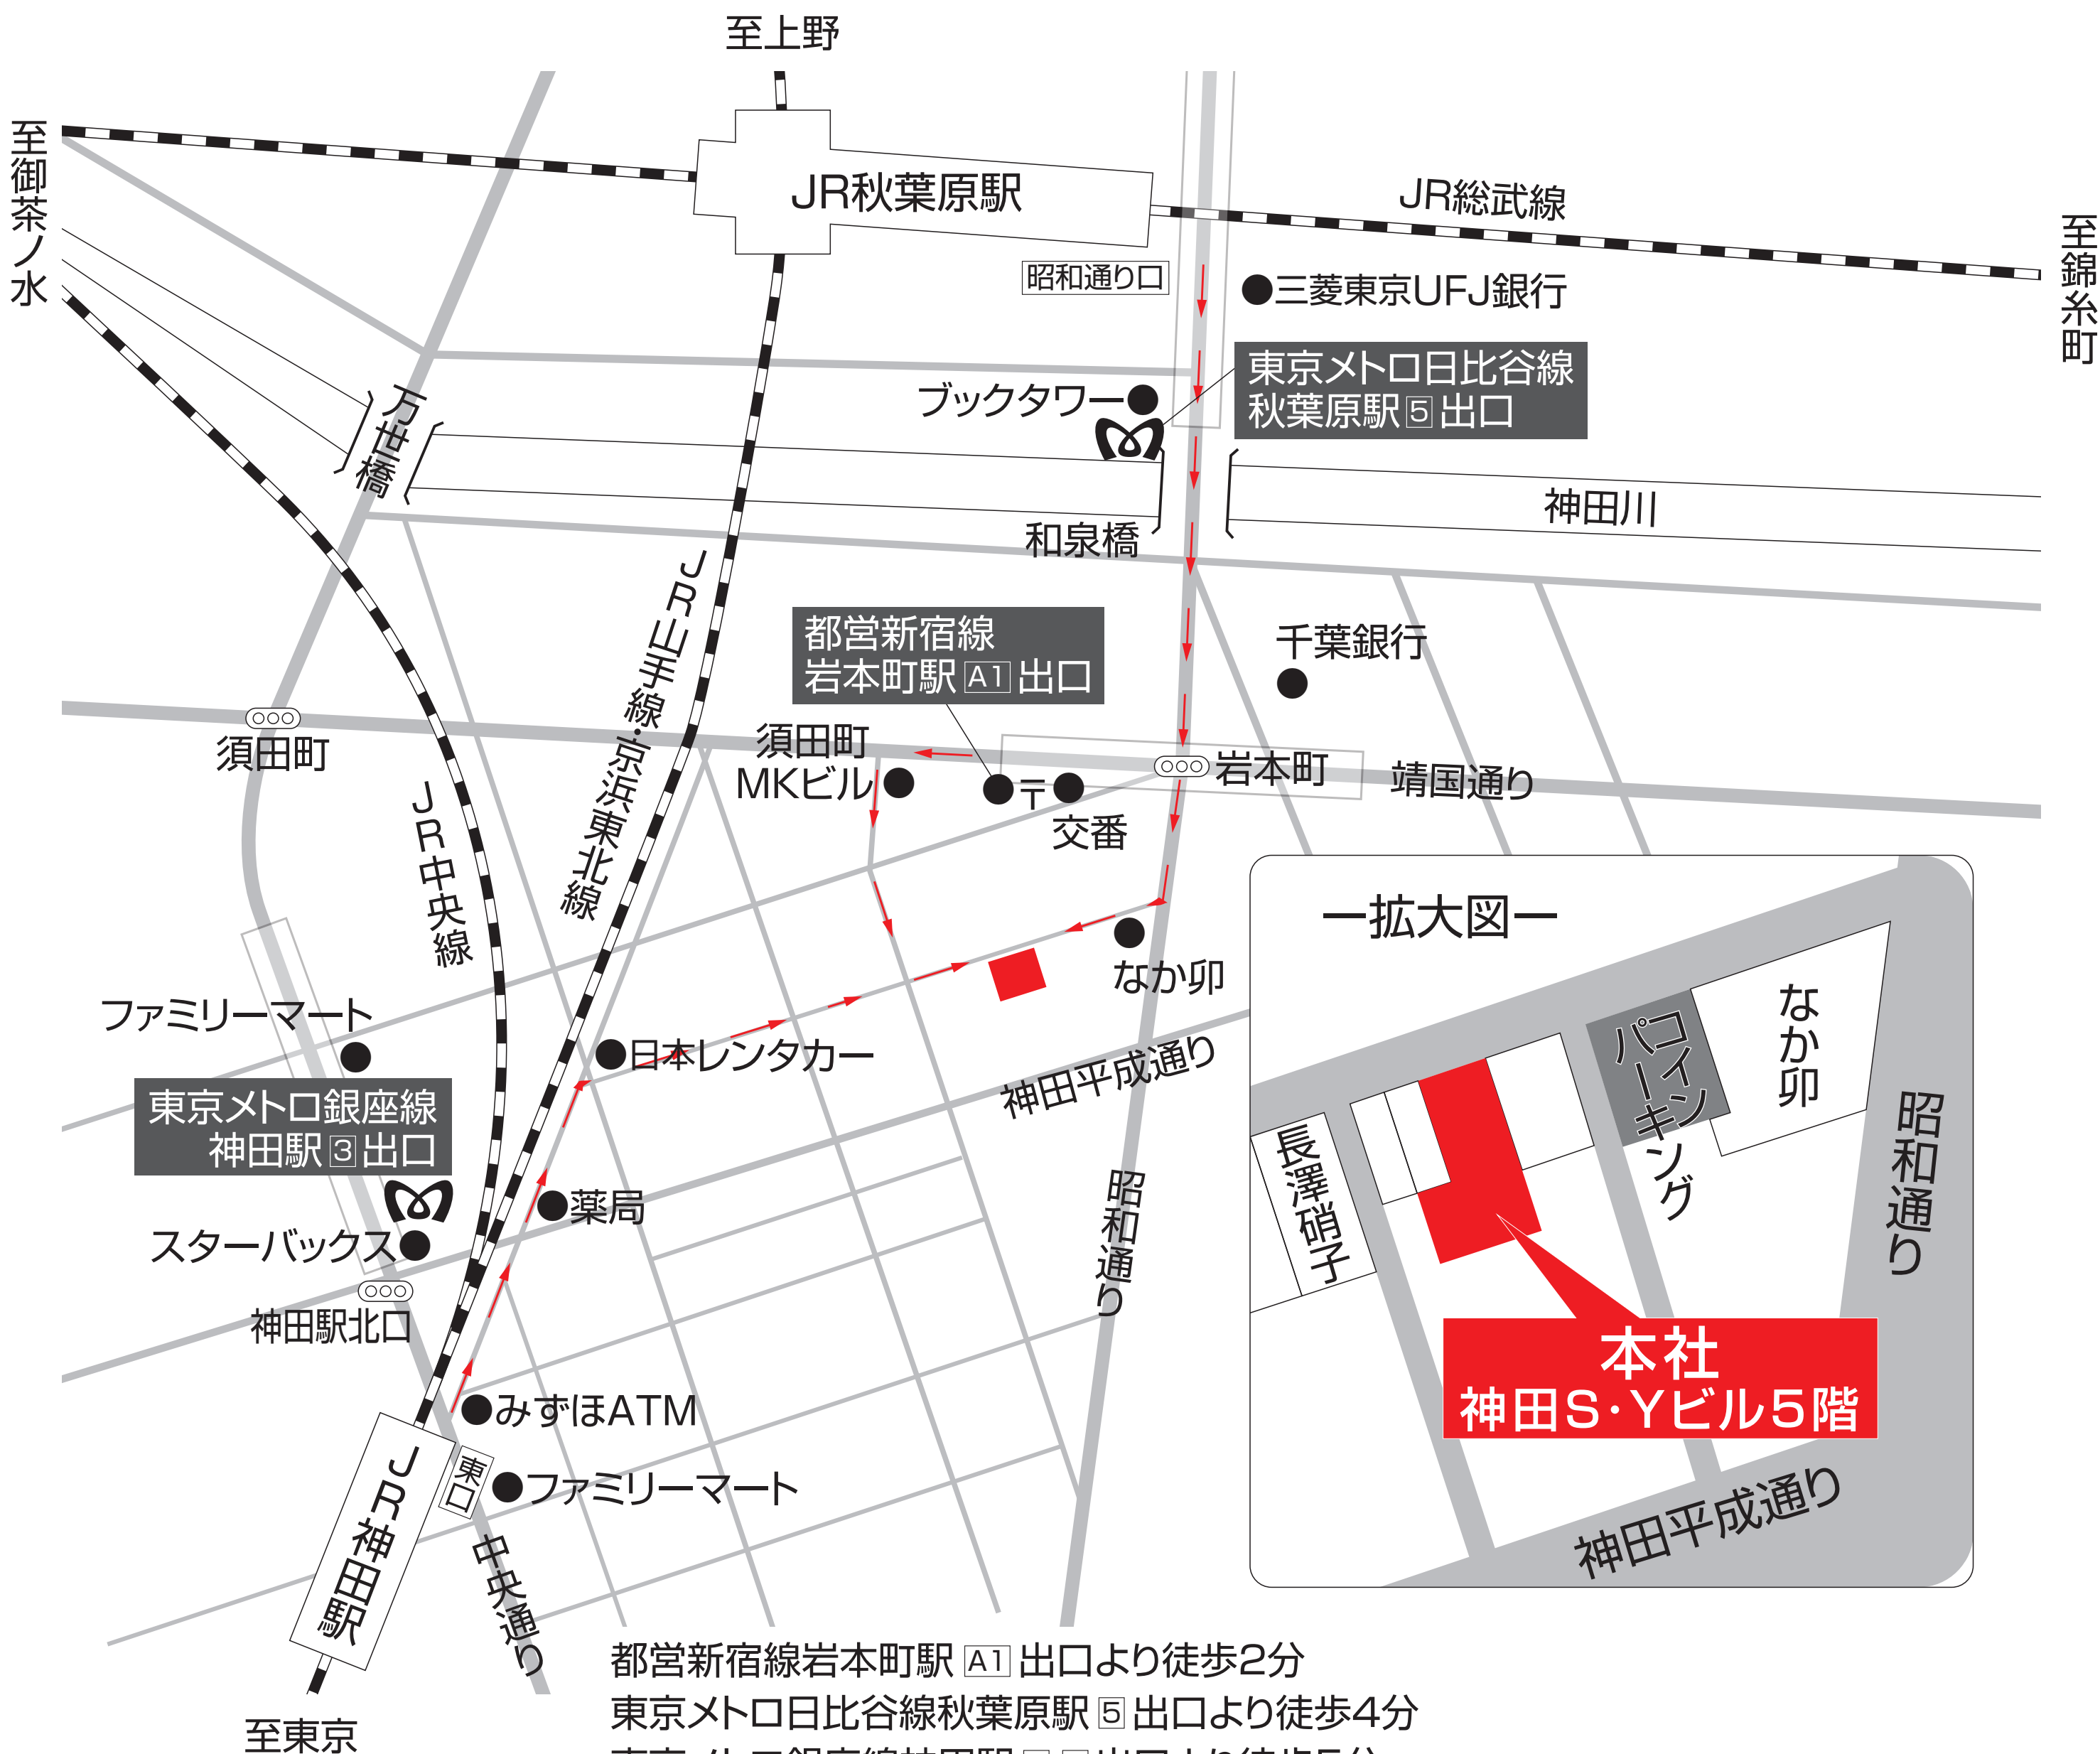 至上野
至御茶ノ水
JR秋葉原駅
JR総武線
至錦糸町
昭和通り口
三菱東京UFJ銀行
東京メトロ日比谷線
秋葉原駅 5 出口
ブックタワー
万世橋
神田川
和泉橋
JR山手線・京浜東北線
都営新宿線
岩本町駅 A1 出口
千葉銀行
須田町
須田町
MKビル
〒
交番
岩本町
靖国通り
JR中央線
なか卯
ファミリーマート
日本レンタカー
神田平成通り
東京メトロ銀座線
神田駅 3 出口
薬局
スターバックス
神田駅北口
昭和通り
みずほATM
東口
ファミリーマート
JR神田駅
中央通り
至東京
ー拡大図ー
なか卯
コイン
パーキング
長澤硝子
昭和通り
本社
神田S・Yビル5階
神田平成通り
都営新宿線岩本町駅 A1 出口より徒歩2分
東京メトロ日比谷線秋葉原駅 5 出口より徒歩4分